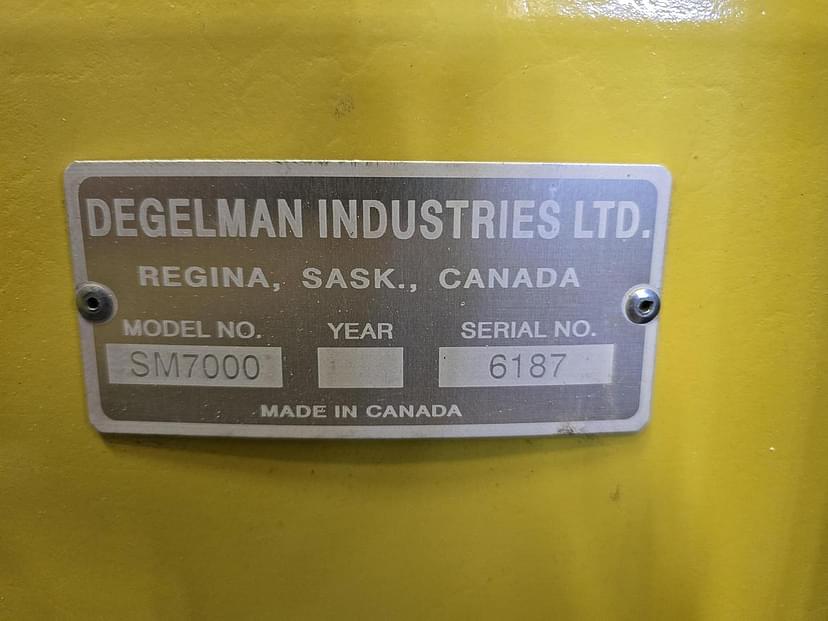 DEGELMAN INDUSTRIES LTD.
REGINA, SASK., CANADA
MODEL NO. YEAR SERIAL NO.
SM7000 6187
MADE IN CANADA